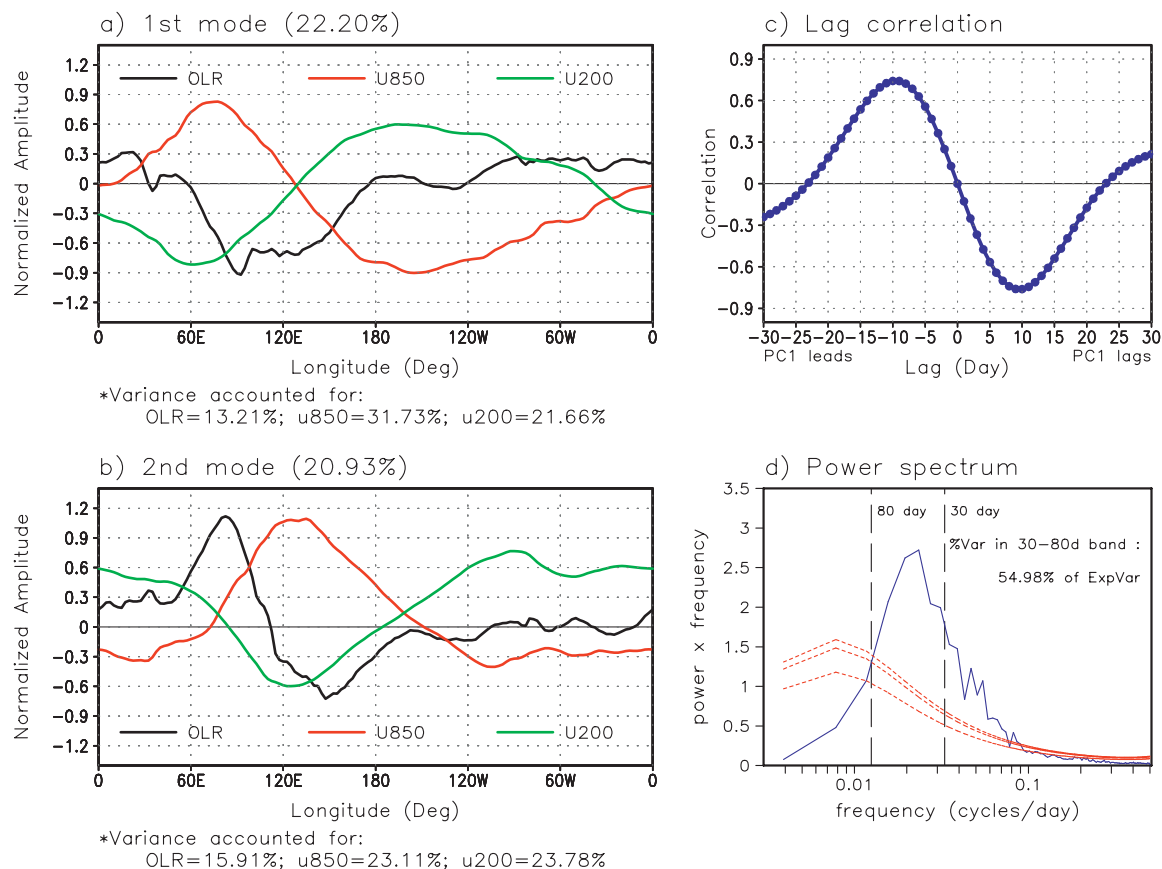 a) 1st mode (22.20%)
OLR U850 U200
1.2
0.9
0.6
0.3
0
-0.3
-0.6
-0.9
-1.2
Normalized Amplitude
0 60E 120E 180 120W 60W 0
Longitude (Deg)
*Variance accounted for:
OLR=13.21%; u850=31.73%; u200=21.66%
c) Lag correlation
0.9
0.6
0.3
0
-0.3
-0.6
-0.9
Correlation
-30 -25 -20 -15 -10 -5 0 5 10 15 20 25 30
PC1 leads Lag (Day) PC1 lags
b) 2nd mode (20.93%)
1.2
0.9
0.6
0.3
0
-0.3
-0.6
-0.9
-1.2
Normalized Amplitude
OLR U850 U200
0 60E 120E 180 120W 60W 0
Longitude (Deg)
*Variance accounted for:
OLR=15.91%; u850=23.11%; u200=23.78%
d) Power spectrum
3.5
3
2.5
2
1.5
1
0.5
0
power x frequency
80 day 30 day
%Var in 30-80d band :
54.98% of ExpVar
0.01 0.1
frequency (cycles/day)